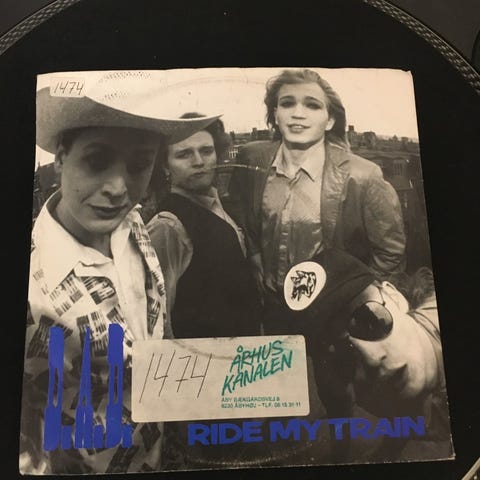 1474
1474
ÅRHUS
KANALEN
ÅBY BÆKGÅRDSVEJ 8
8230 ÅBYHØJ - TLF. 06 15 31 11
D.A.D.
RIDE MY TRAIN